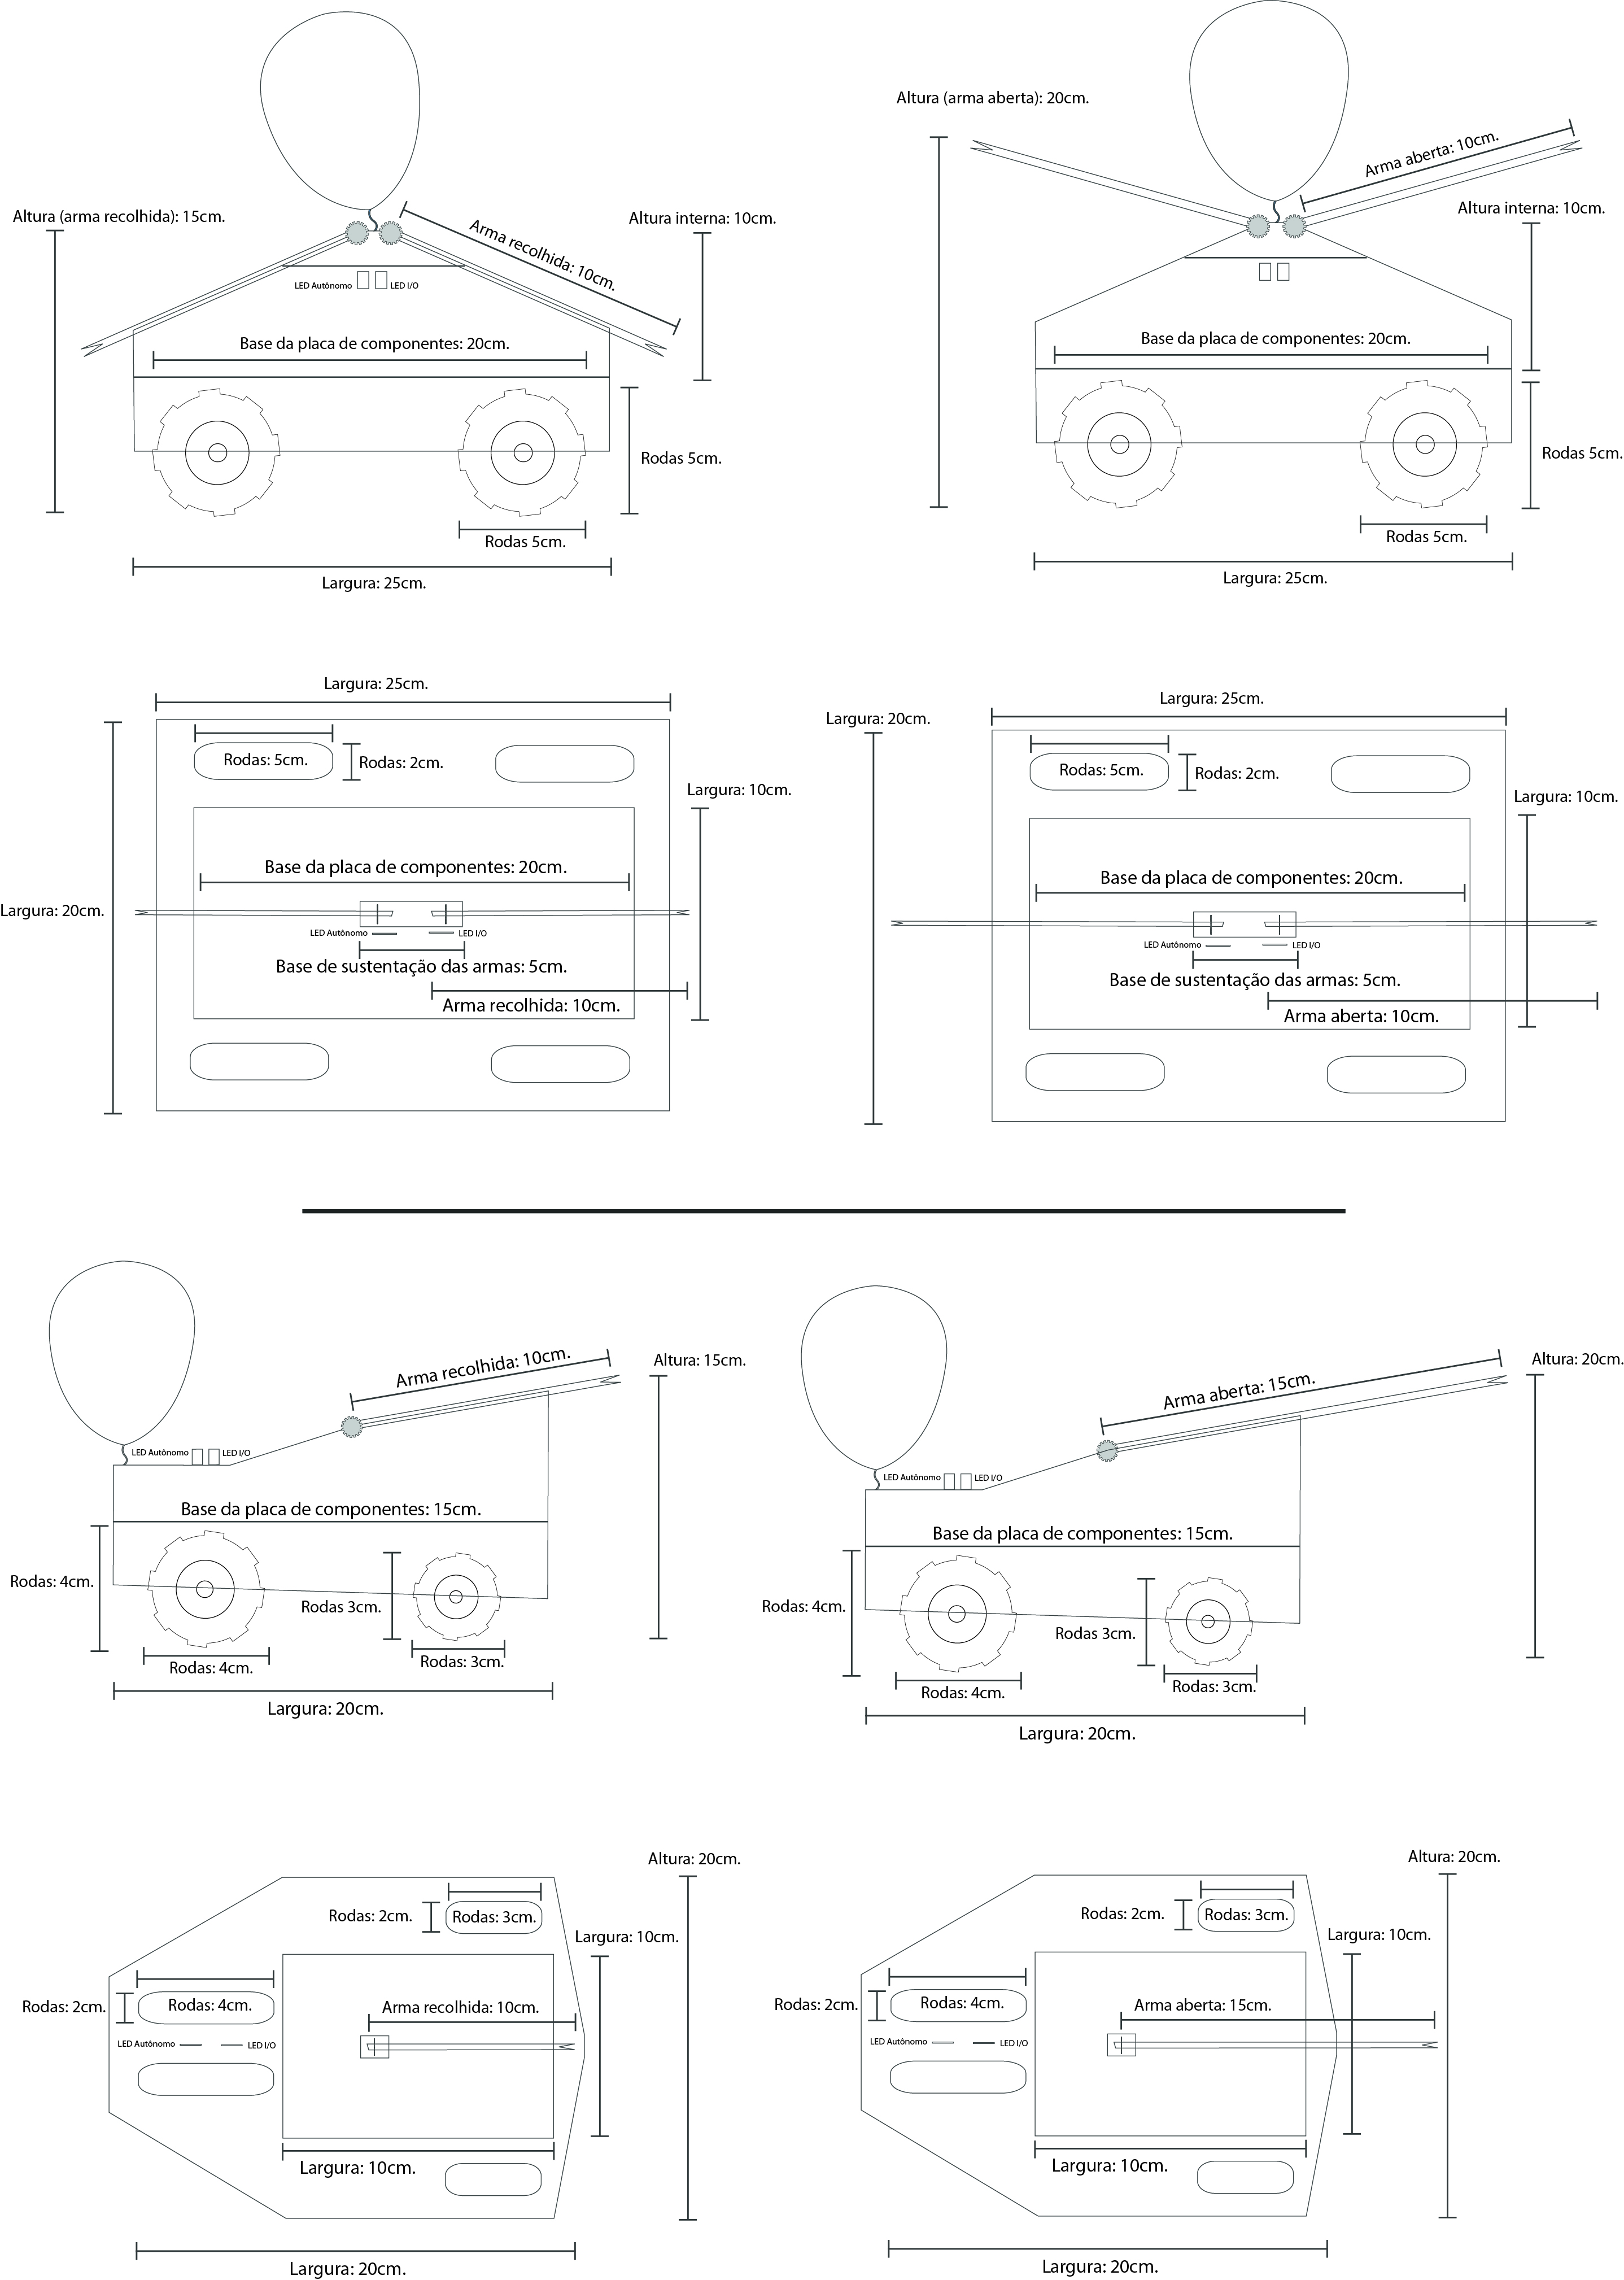 Altura (arma recolhida): 15cm.
Arma recolhida: 10cm.
Altura interna: 10cm.
LED Autônomo
LED I/O
Base da placa de componentes: 20cm.
Rodas 5cm.
Rodas 5cm.
Largura: 25cm.
Altura (arma aberta): 20cm.
Arma aberta: 10cm.
Altura interna: 10cm.
Base da placa de componentes: 20cm.
Rodas 5cm.
Rodas 5cm.
Largura: 25cm.
Largura: 25cm.
Rodas: 5cm.
Rodas: 2cm.
Largura: 10cm.
Base da placa de componentes: 20cm.
Largura: 20cm.
LED Autônomo
LED I/O
Base de sustentação das armas: 5cm.
Arma recolhida: 10cm.
Largura: 25cm.
Largura: 20cm.
Rodas: 5cm.
Rodas: 2cm.
Largura: 10cm.
Base da placa de componentes: 20cm.
LED Autônomo
LED I/O
Base de sustentação das armas: 5cm.
Arma aberta: 10cm.
Arma recolhida: 10cm.
Altura: 15cm.
LED Autônomo
LED I/O
Base da placa de componentes: 15cm.
Rodas: 4cm.
Rodas 3cm.
Rodas: 4cm.
Rodas: 3cm.
Largura: 20cm.
Arma aberta: 15cm.
Altura: 20cm.
LED Autônomo
LED I/O
Base da placa de componentes: 15cm.
Rodas: 4cm.
Rodas 3cm.
Rodas: 4cm.
Rodas: 3cm.
Largura: 20cm.
Altura: 20cm.
Rodas: 2cm.
Rodas: 3cm.
Largura: 10cm.
Rodas: 2cm.
Rodas: 4cm.
Arma recolhida: 10cm.
LED Autônomo
LED I/O
Largura: 10cm.
Largura: 20cm.
Altura: 20cm.
Rodas: 2cm.
Rodas: 3cm.
Largura: 10cm.
Rodas: 2cm.
Rodas: 4cm.
Arma aberta: 15cm.
LED Autônomo
LED I/O
Largura: 10cm.
Largura: 20cm.